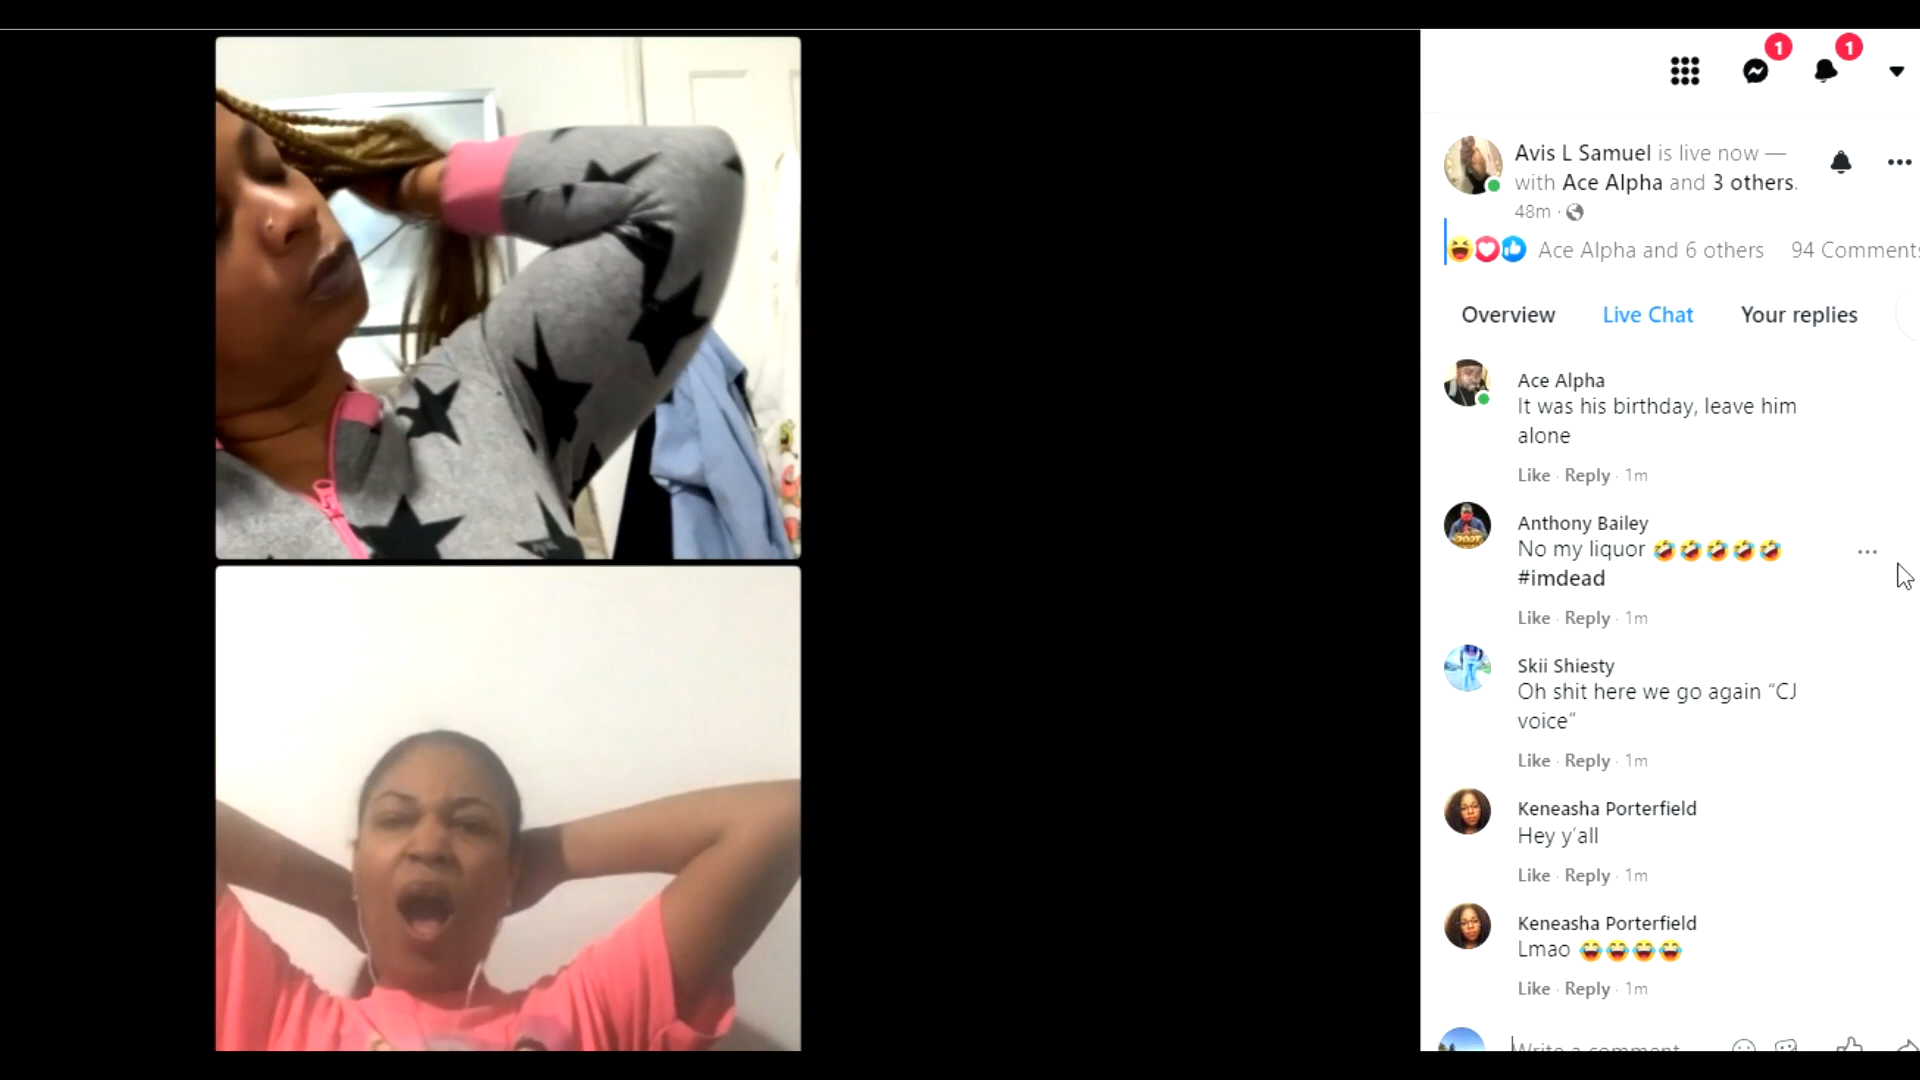 1
1
Avis L Samuel is live now —
with Ace Alpha and 3 others.
48m ·
Ace Alpha and 6 others 94 Comments
Overview Live Chat Your replies
Ace Alpha
It was his birthday, leave him
alone
Like · Reply · 1m
Anthony Bailey
No my liquor 🤣🤣🤣🤣🤣
#imdead
Like · Reply · 1m
Skii Shiesty
Oh shit here we go again “CJ
voice”
Like · Reply · 1m
Keneasha Porterfield
Hey y’all
Like · Reply · 1m
Keneasha Porterfield
Lmao 😂😂😂😂
Like · Reply · 1m
Write a comment